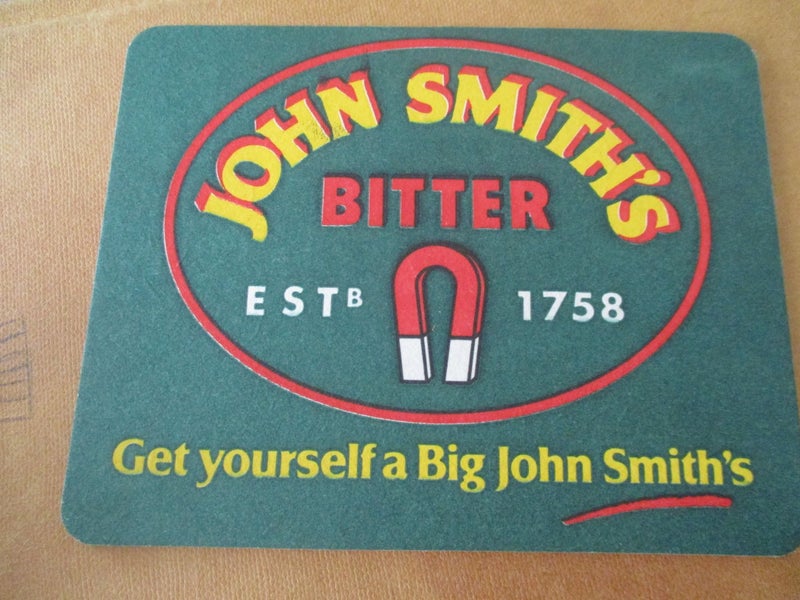 JOHN SMITH'S
BITTER
ESTB 1758
Get yourself a Big John Smith's